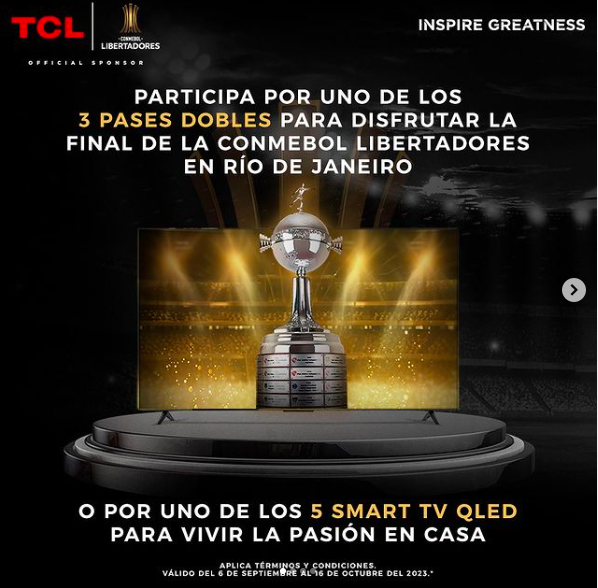 TCL
CONMEBOL
LIBERTADORES
OFFICIAL SPONSOR
INSPIRE GREATNESS
PARTICIPA POR UNO DE LOS
3 PASES DOBLES PARA DISFRUTAR LA
FINAL DE LA CONMEBOL LIBERTADORES
EN RÍO DE JANEIRO
O POR UNO DE LOS 5 SMART TV QLED
PARA VIVIR LA PASIÓN EN CASA
APLICA TÉRMINOS Y CONDICIONES.
VÁLIDO DEL 6 DE SEPTIEMBRE AL 16 DE OCTUBRE DEL 2023.*